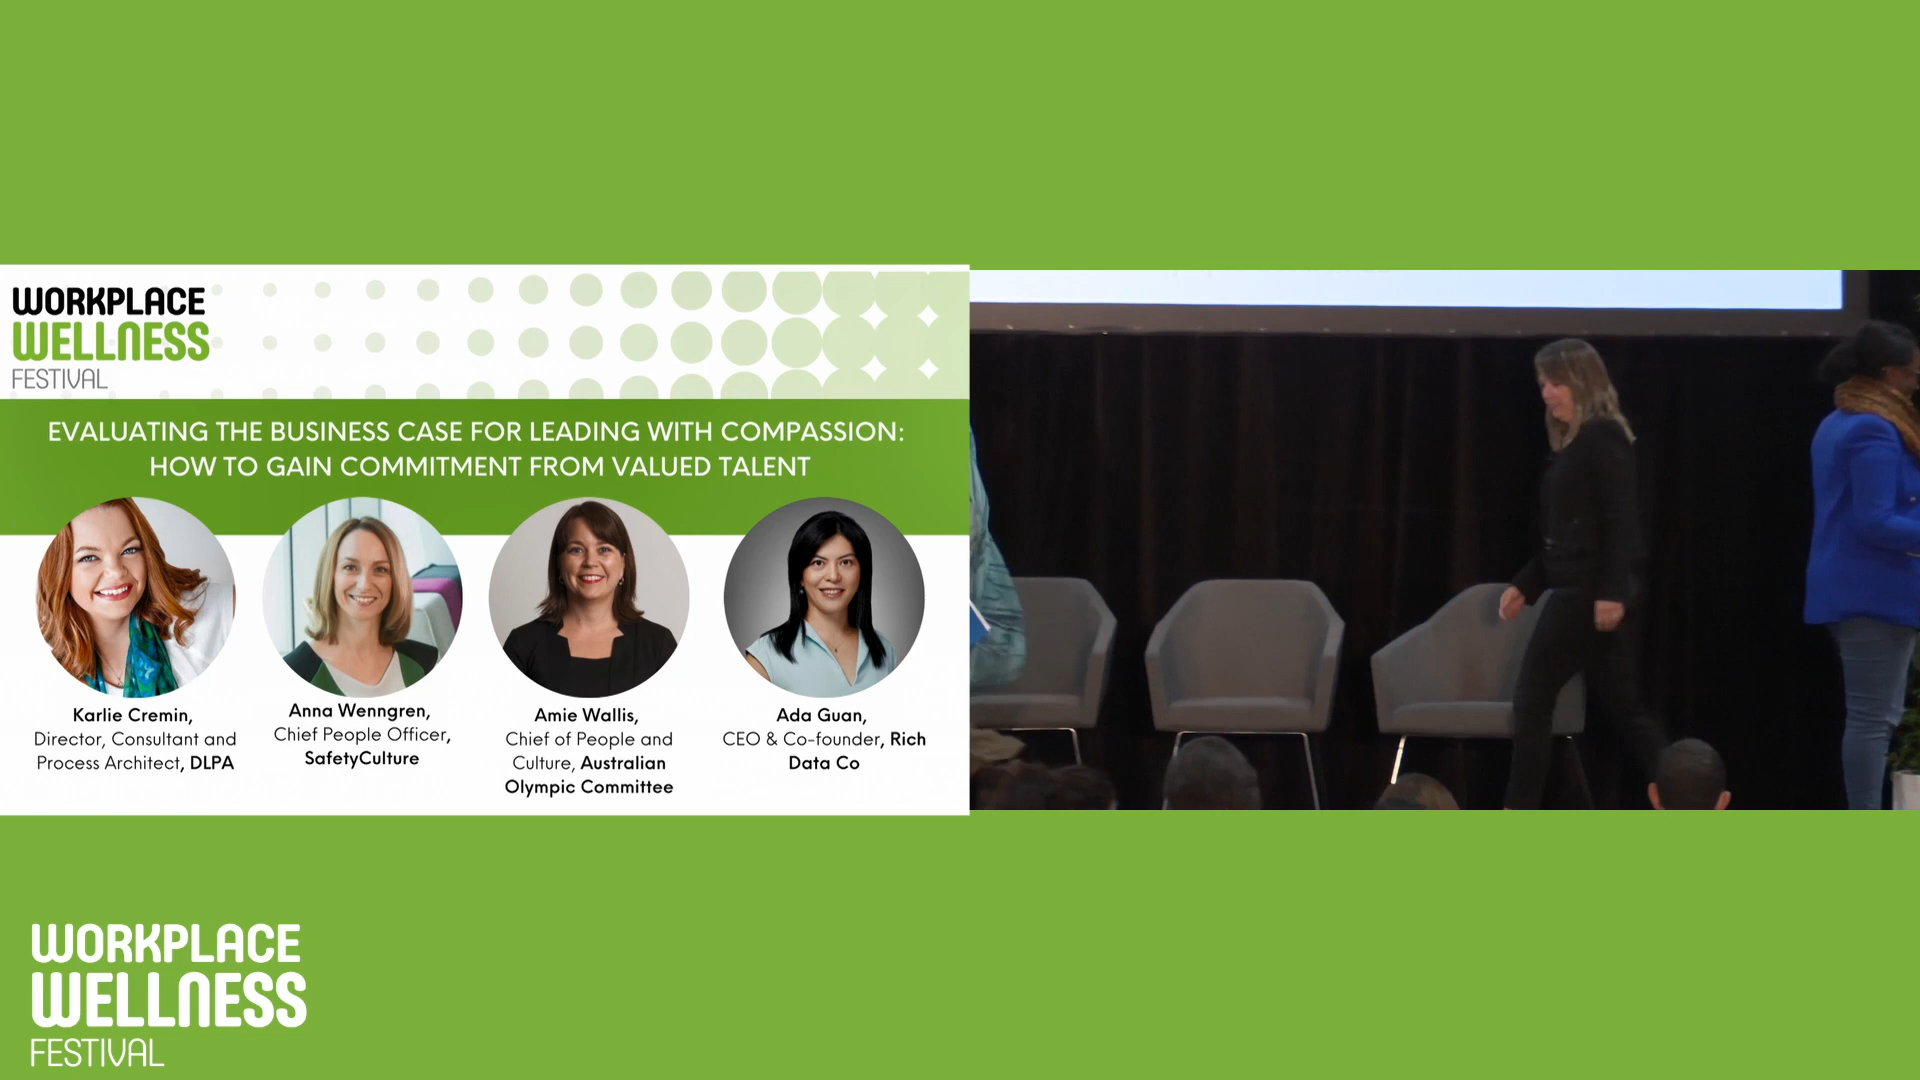 WORKPLACE
WELLNESS
FESTIVAL
EVALUATING THE BUSINESS CASE FOR LEADING WITH COMPASSION:
HOW TO GAIN COMMITMENT FROM VALUED TALENT
Karlie Cremin,
Director, Consultant and
Process Architect, DLPA
Anna Wenngren,
Chief People Officer,
SafetyCulture
Amie Wallis,
Chief of People and
Culture, Australian
Olympic Committee
Ada Guan,
CEO & Co-founder, Rich
Data Co
WORKPLACE
WELLNESS
FESTIVAL